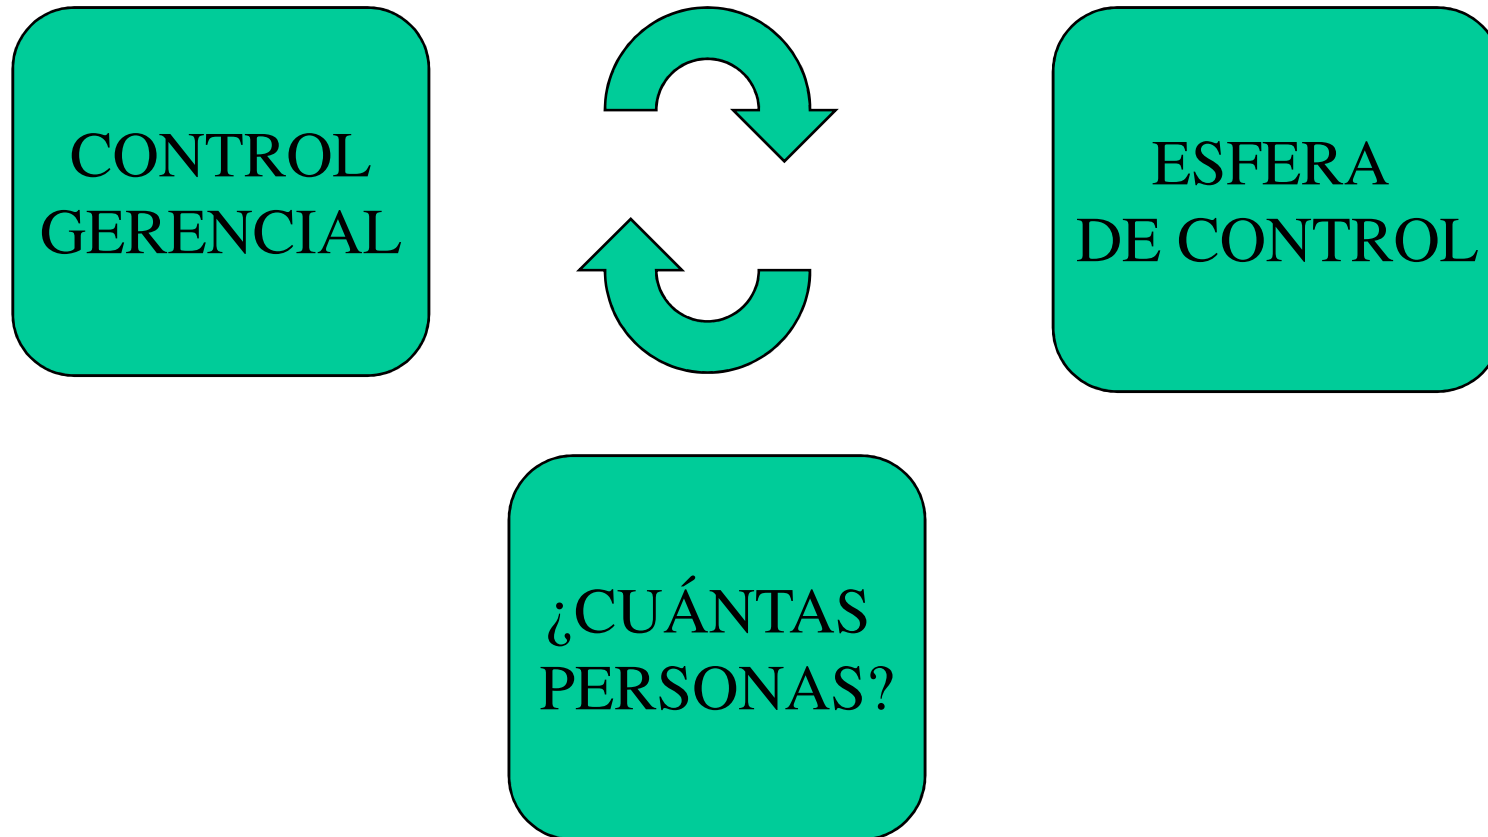 CONTROL
GERENCIAL
ESFERA
DE CONTROL
¿CUÁNTAS
PERSONAS?